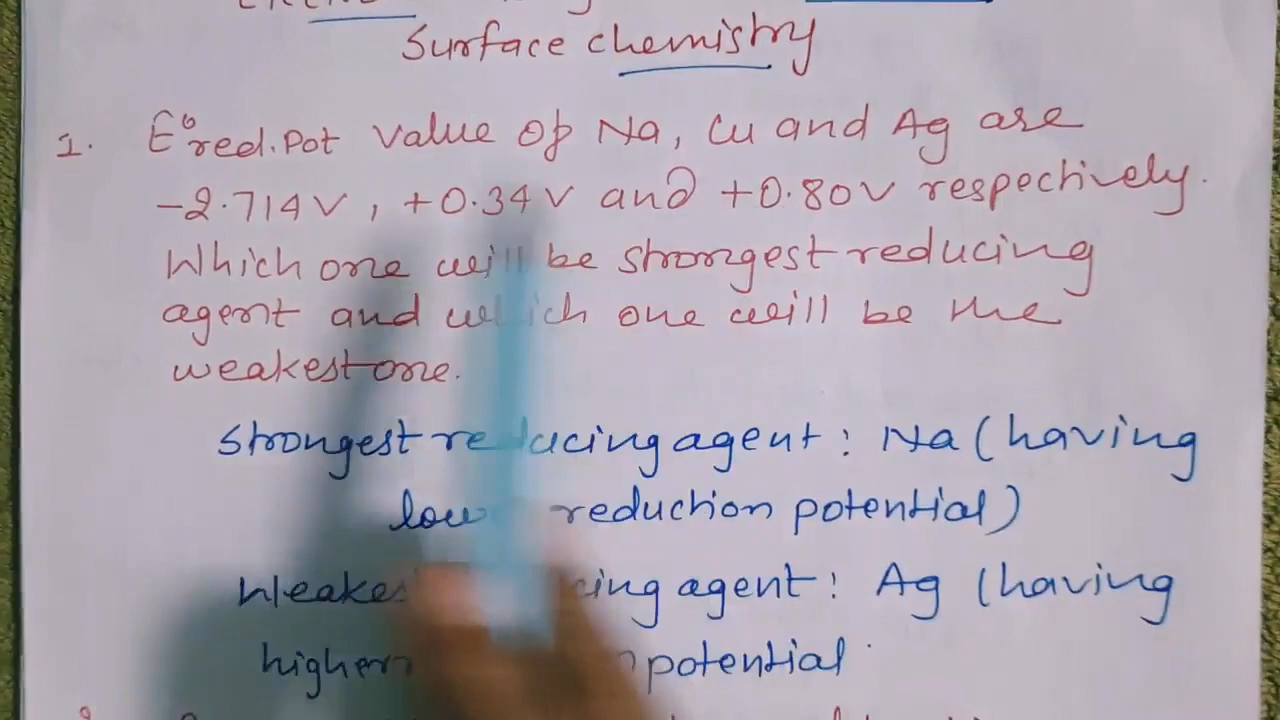 Surface chemistry
1. E° red.pot value of Na, Cu and Ag are
-2.714V, +0.34V and +0.80V respectively.
Which one will be strongest reducing
agent and which one will be the
weakest one.
Strongest reducing agent: Na (having
reduction potential)
agent: Ag (having
potential